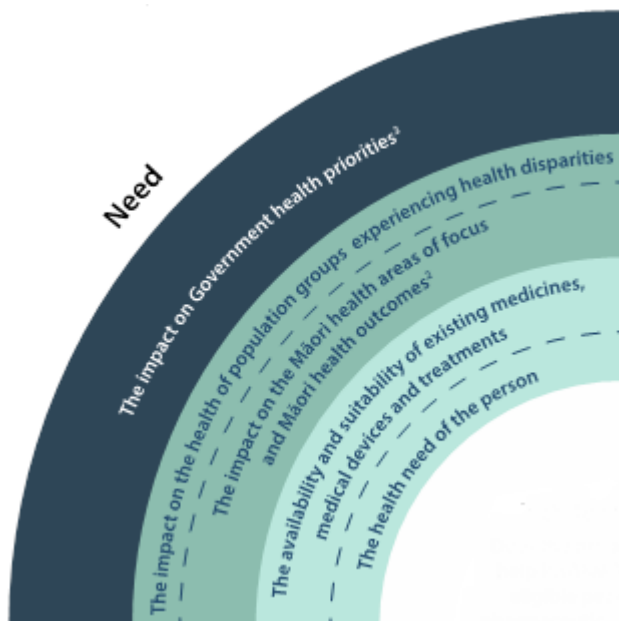 Need
The impact on Government health priorities²
The impact on the health of population groups experiencing health disparities
The impact on the Māori health areas of focus
and Māori health outcomes²
The availability and suitability of existing medicines,
medical devices and treatments
The health need of the person